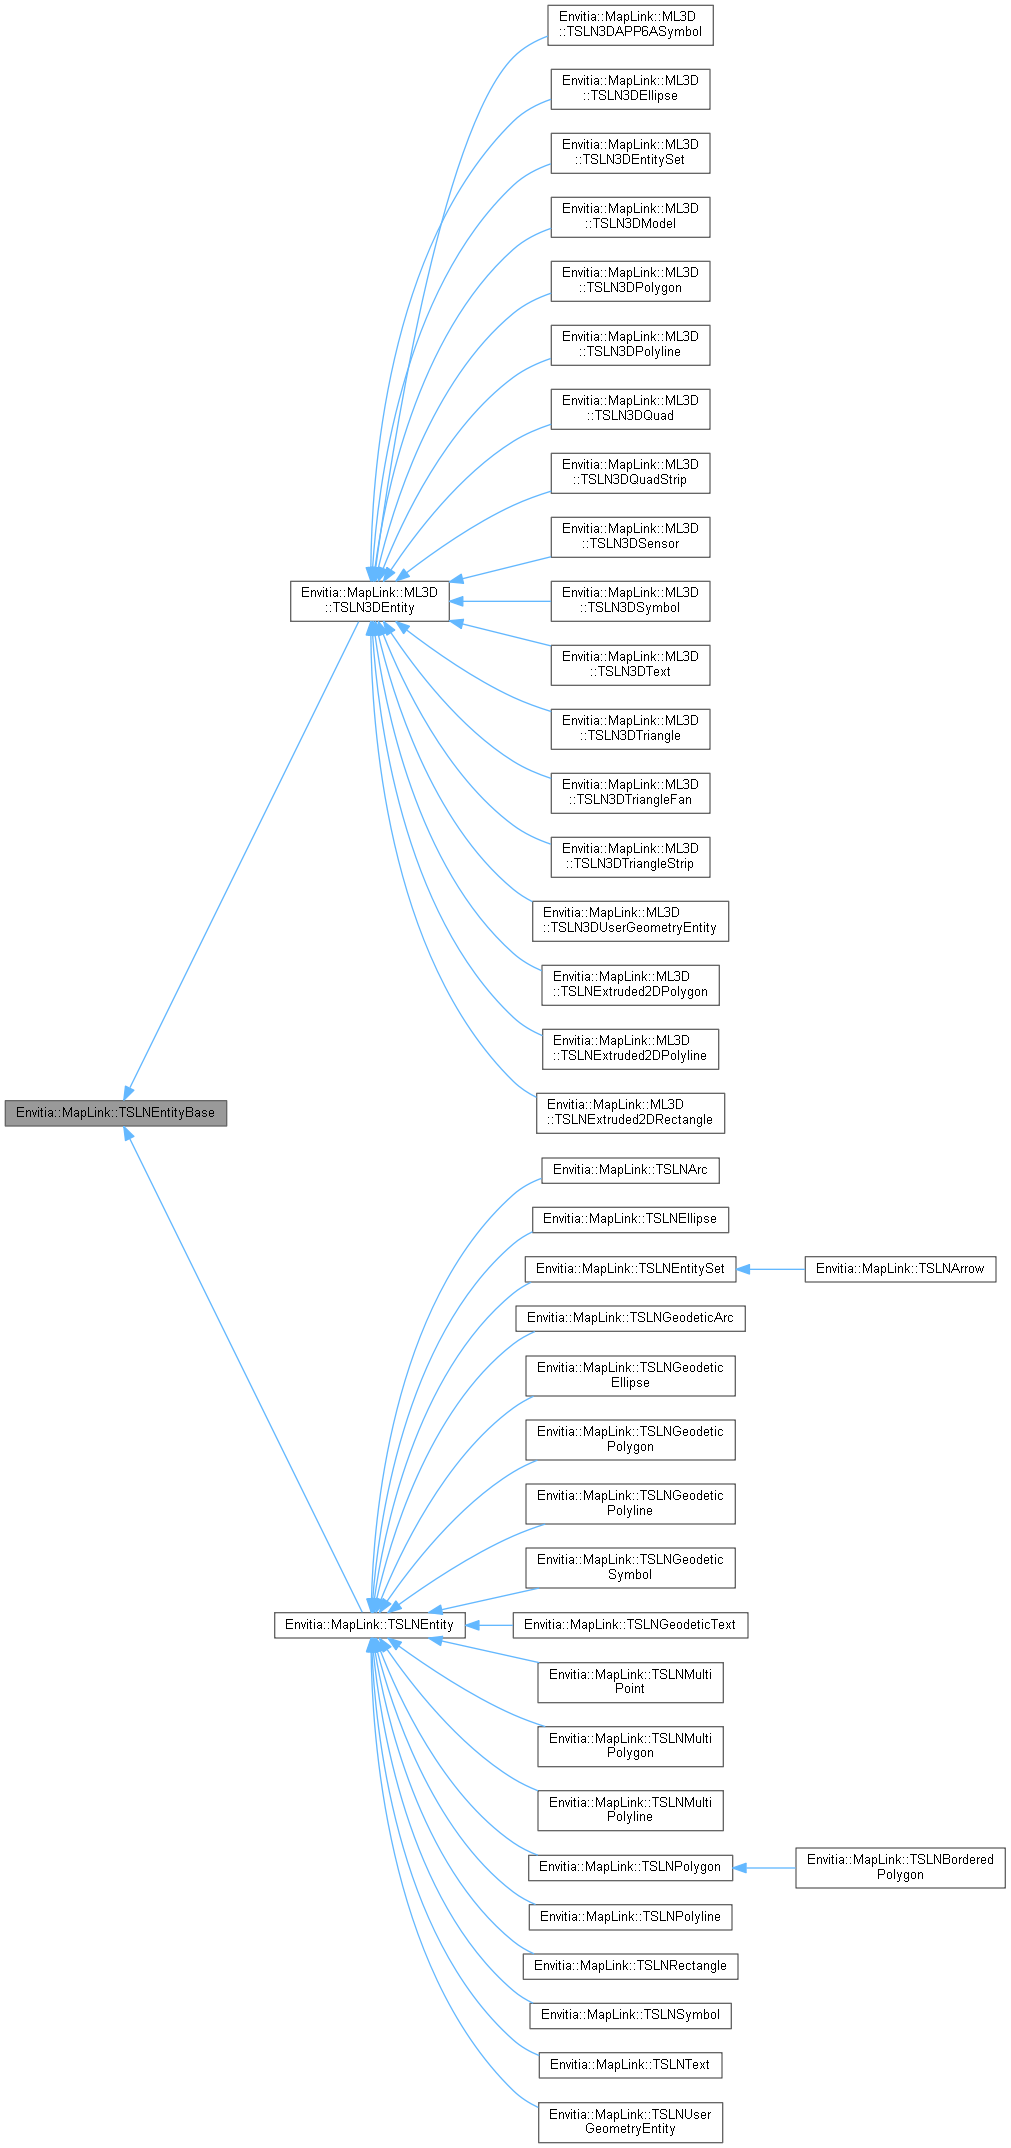 Envitia::MapLink::ML3D
::TSLN3DAPP6ASymbol
Envitia::MapLink::ML3D
::TSLN3DEllipse
Envitia::MapLink::ML3D
::TSLN3DEntitySet
Envitia::MapLink::ML3D
::TSLN3DModel
Envitia::MapLink::ML3D
::TSLN3DPolygon
Envitia::MapLink::ML3D
::TSLN3DPolyline
Envitia::MapLink::ML3D
::TSLN3DQuad
Envitia::MapLink::ML3D
::TSLN3DQuadStrip
Envitia::MapLink::ML3D
::TSLN3DSensor
Envitia::MapLink::ML3D
::TSLN3DEntity
Envitia::MapLink::ML3D
::TSLN3DSymbol
Envitia::MapLink::ML3D
::TSLN3DText
Envitia::MapLink::ML3D
::TSLN3DTriangle
Envitia::MapLink::ML3D
::TSLN3DTriangleFan
Envitia::MapLink::ML3D
::TSLN3DTriangleStrip
Envitia::MapLink::ML3D
::TSLN3DUserGeometryEntity
Envitia::MapLink::ML3D
::TSLNExtruded2DPolygon
Envitia::MapLink::ML3D
::TSLNExtruded2DPolyline
Envitia::MapLink::ML3D
::TSLNExtruded2DRectangle
Envitia::MapLink::TSLNEntityBase
Envitia::MapLink::TSLNArc
Envitia::MapLink::TSLNEllipse
Envitia::MapLink::TSLNEntitySet
Envitia::MapLink::TSLNArrow
Envitia::MapLink::TSLNGeodeticArc
Envitia::MapLink::TSLNGeodetic
Ellipse
Envitia::MapLink::TSLNGeodetic
Polygon
Envitia::MapLink::TSLNGeodetic
Polyline
Envitia::MapLink::TSLNGeodetic
Symbol
Envitia::MapLink::TSLNEntity
Envitia::MapLink::TSLNGeodeticText
Envitia::MapLink::TSLNMulti
Point
Envitia::MapLink::TSLNMulti
Polygon
Envitia::MapLink::TSLNMulti
Polyline
Envitia::MapLink::TSLNPolygon
Envitia::MapLink::TSLNBordered
Polygon
Envitia::MapLink::TSLNPolyline
Envitia::MapLink::TSLNRectangle
Envitia::MapLink::TSLNSymbol
Envitia::MapLink::TSLNText
Envitia::MapLink::TSLNUser
GeometryEntity